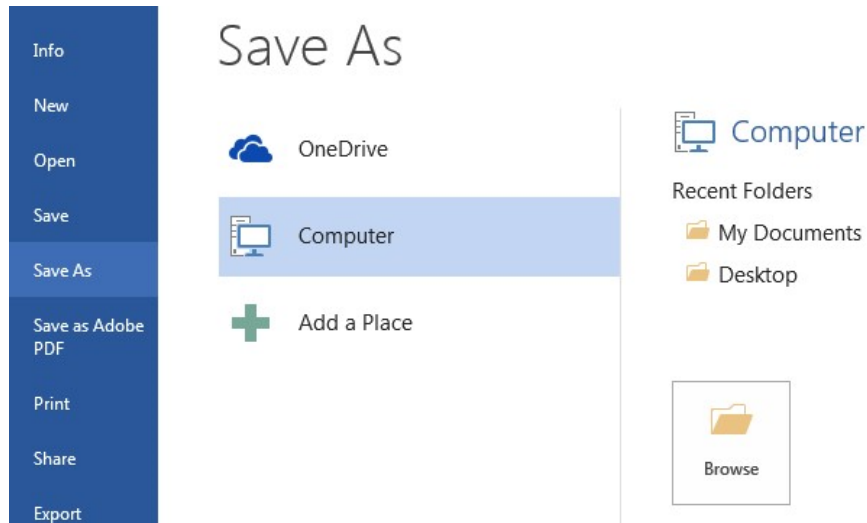 Info
New
Open
Save
Save As
Save as Adobe
PDF
Print
Share
Export
Save As
OneDrive
Computer
Add a Place
Computer
Recent Folders
My Documents
Desktop
Browse